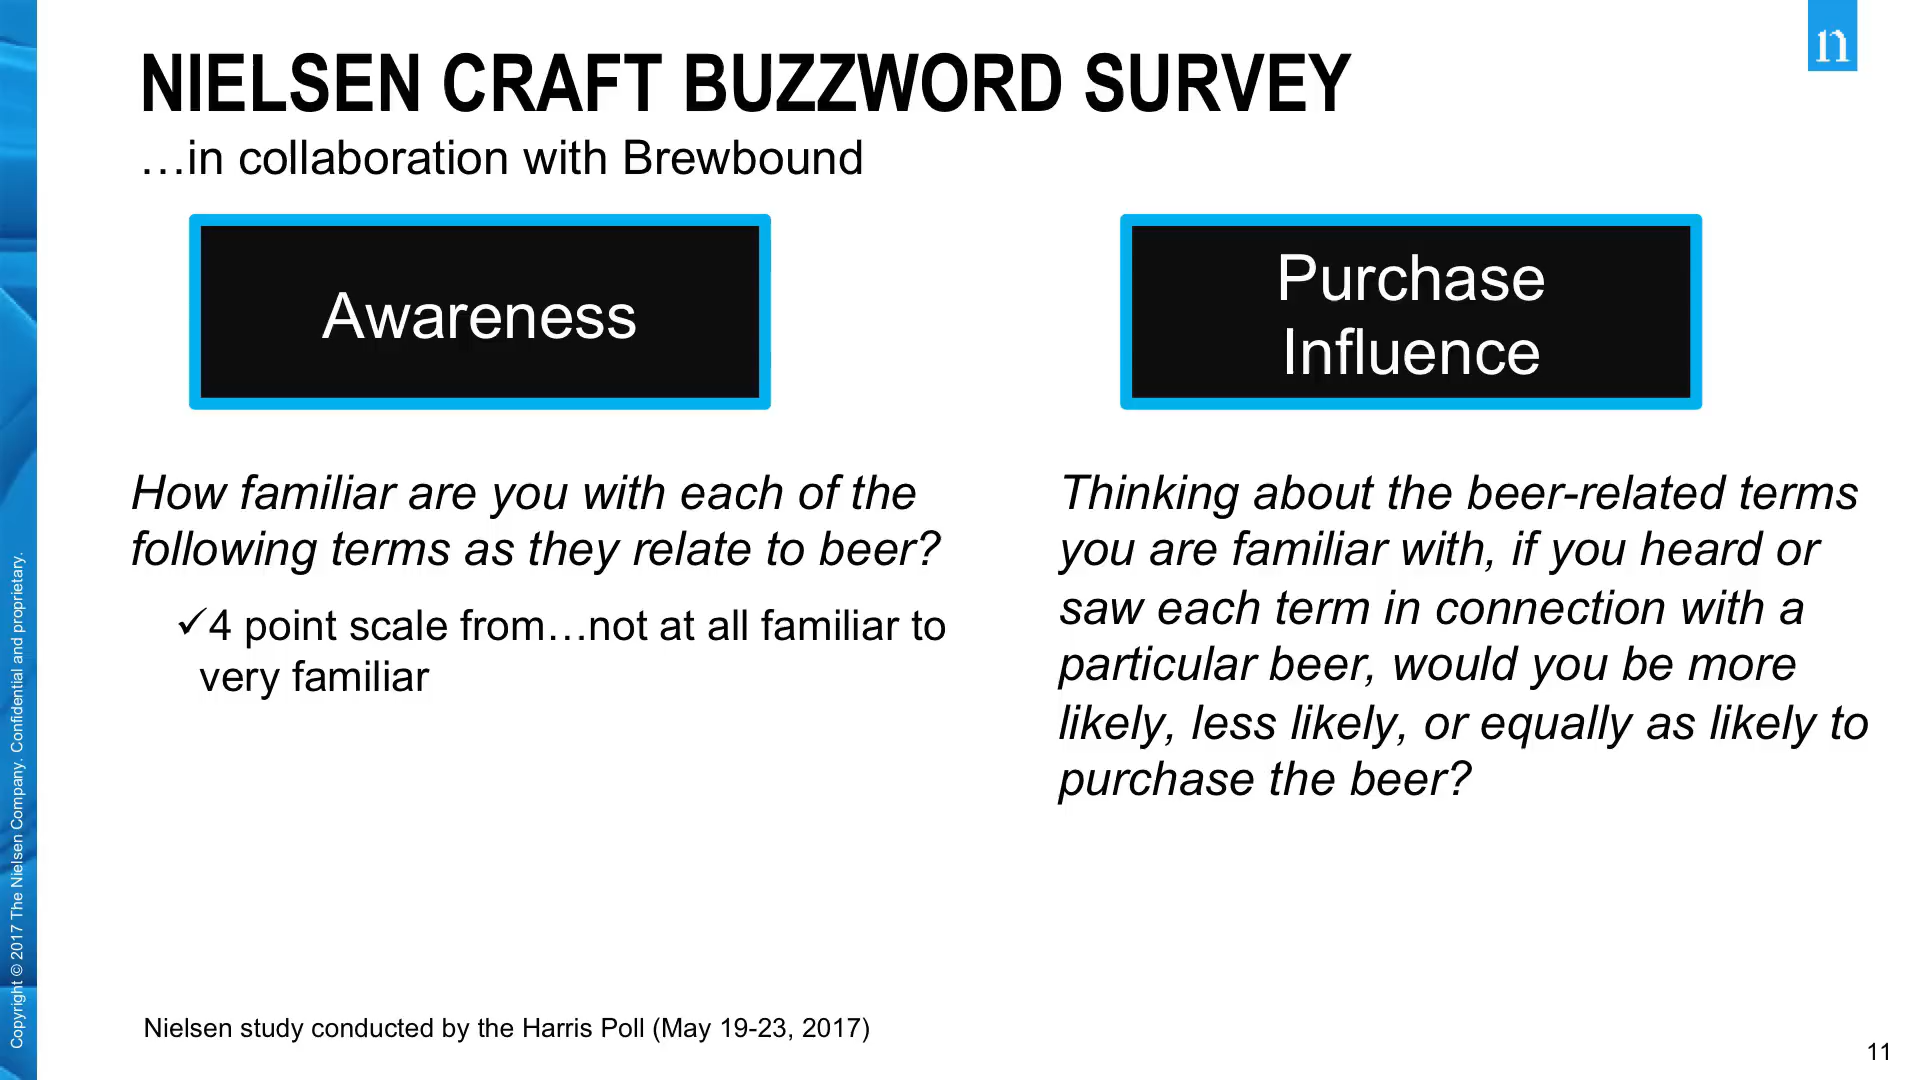 NIELSEN CRAFT BUZZWORD SURVEY
…in collaboration with Brewbound
Awareness
How familiar are you with each of the
following terms as they relate to beer?
✓4 point scale from…not at all familiar to
very familiar
Purchase
Influence
Thinking about the beer-related terms
you are familiar with, if you heard or
saw each term in connection with a
particular beer, would you be more
likely, less likely, or equally as likely to
purchase the beer?
Nielsen study conducted by the Harris Poll (May 19-23, 2017)
11
Copyright © 2017 The Nielsen Company. Confidential and proprietary.
n